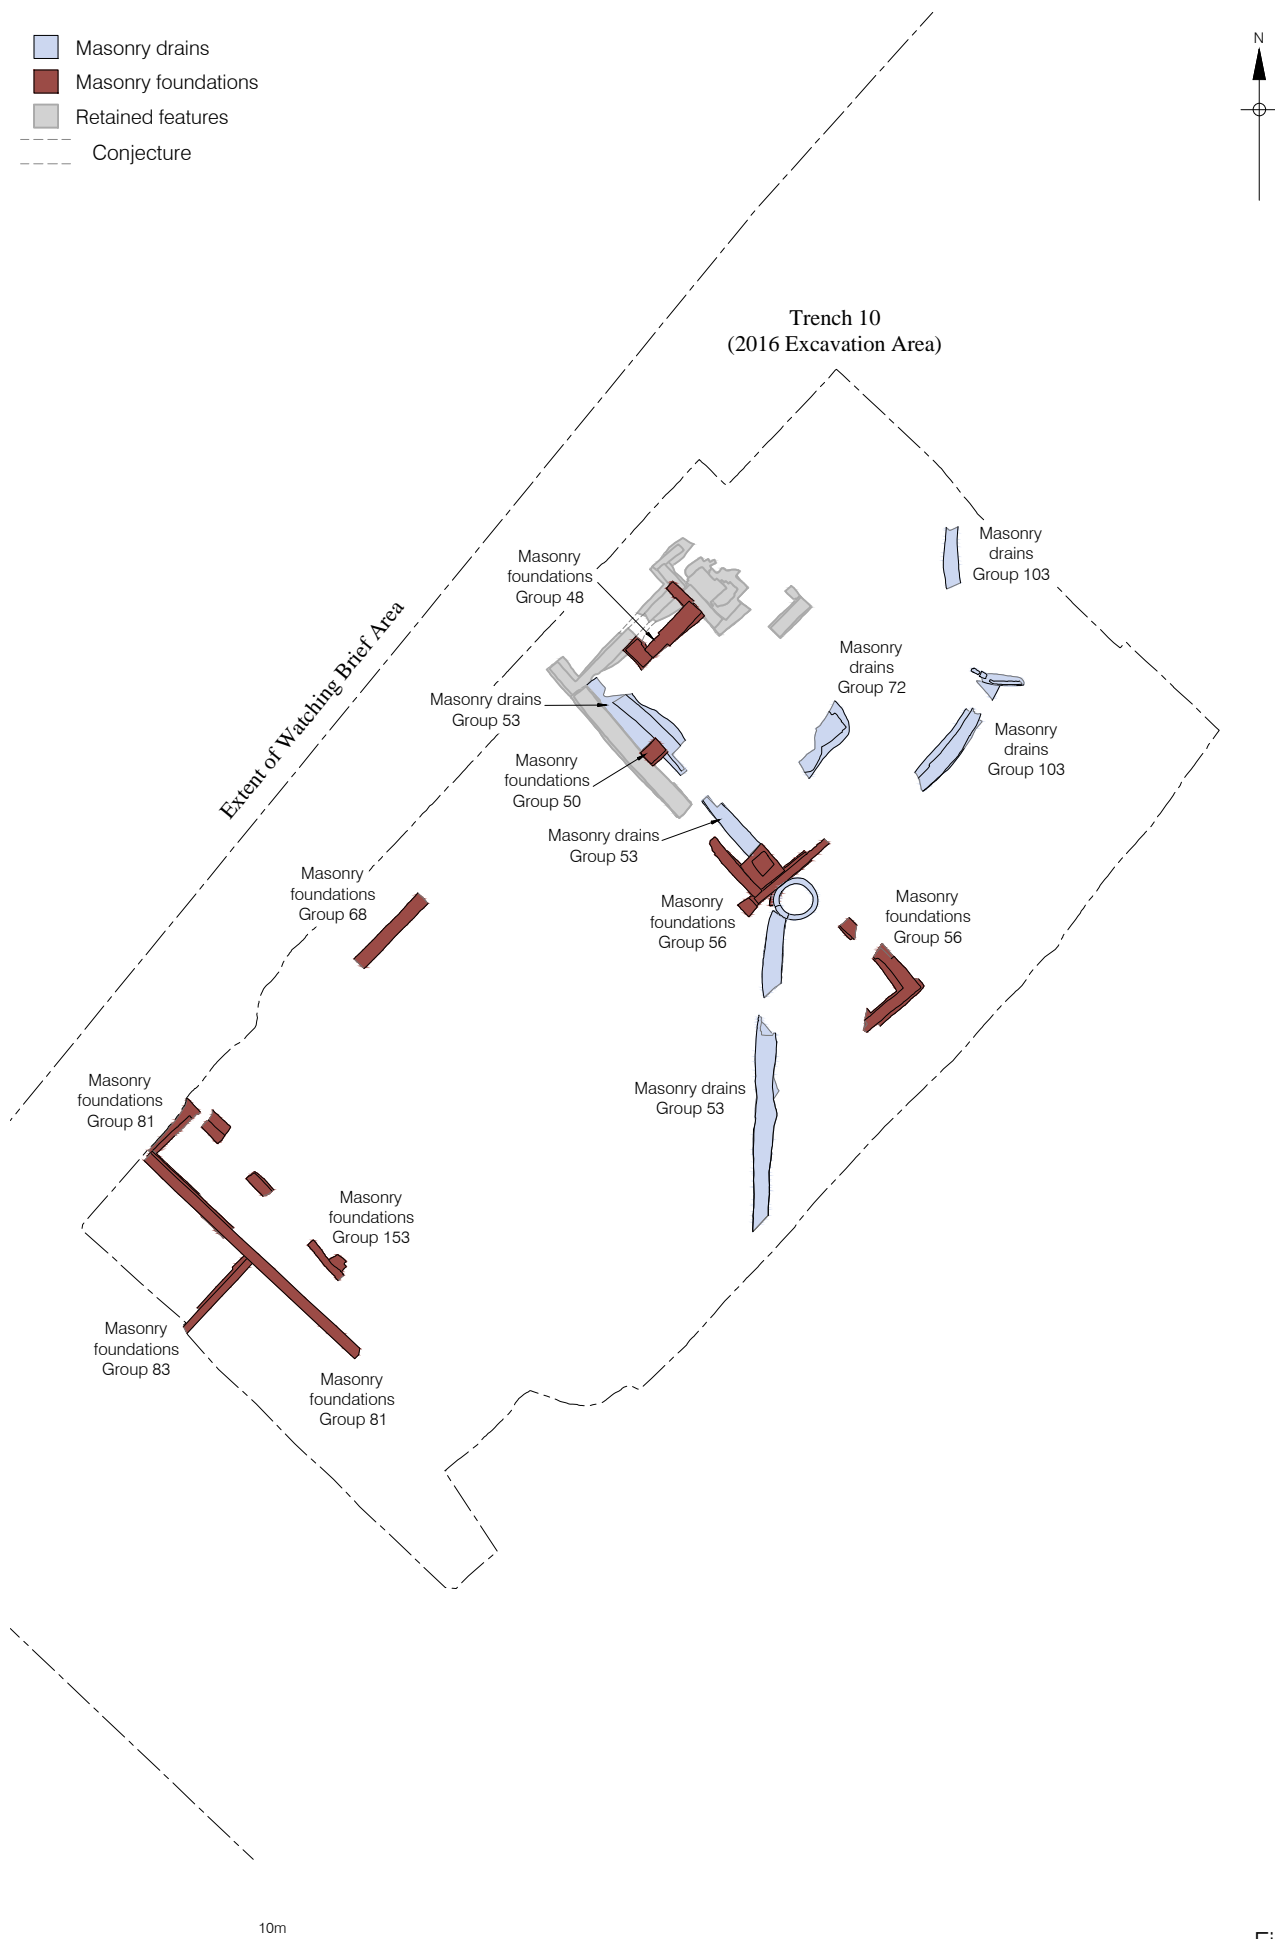 Masonry drains
Masonry foundations
Retained features
Conjecture
N
Trench 10
(2016 Excavation Area)
Extent of Watching Brief Area
Masonry
drains
Group 103
Masonry
foundations
Group 48
Masonry
drains
Group 72
Masonry drains
Group 53
Masonry
drains
Group 103
Masonry
foundations
Group 50
Masonry drains
Group 53
Masonry
foundations
Group 68
Masonry
foundations
Group 56
Masonry
foundations
Group 56
Masonry
foundations
Group 81
Masonry drains
Group 53
Masonry
foundations
Group 153
Masonry
foundations
Group 83
Masonry
foundations
Group 81
10m